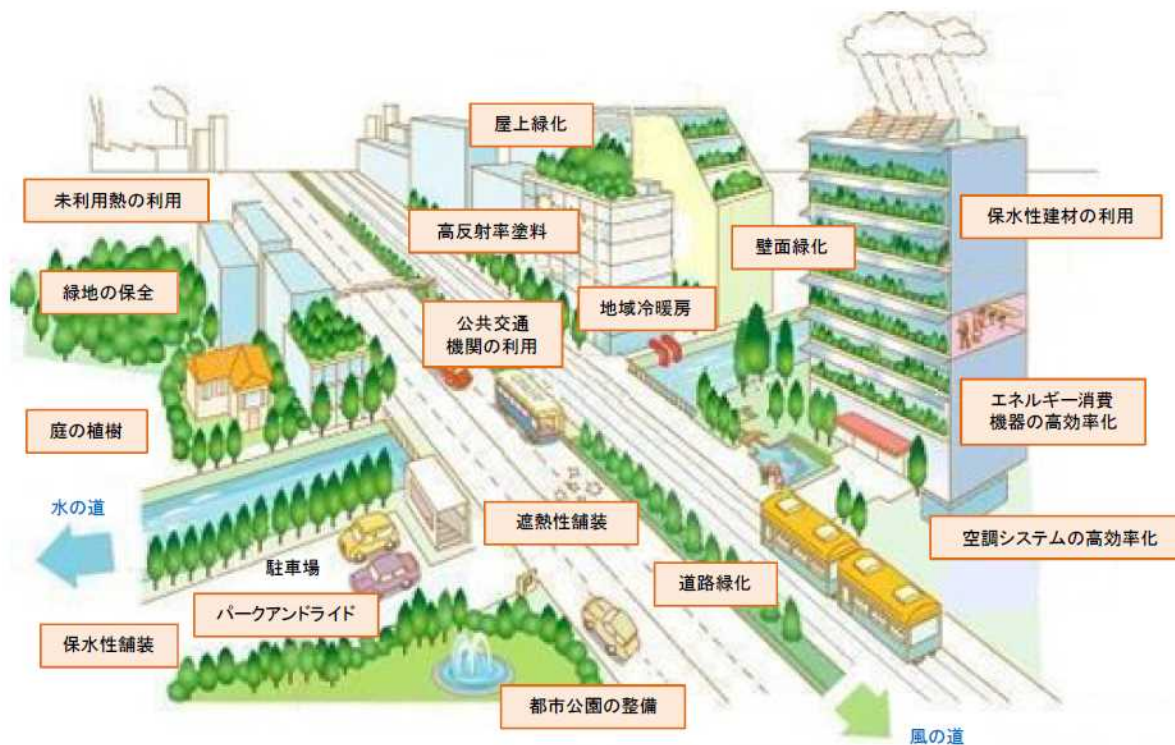 屋上緑化
未利用熱の利用
高反射率塗料
保水性建材の利用
壁面緑化
緑地の保全
地域冷暖房
公共交通
機関の利用
エネルギー消費
機器の高効率化
庭の植樹
水の道
遮熱性舗装
空調システムの高効率化
駐車場
道路緑化
パークアンドライド
保水性舗装
都市公園の整備
風の道